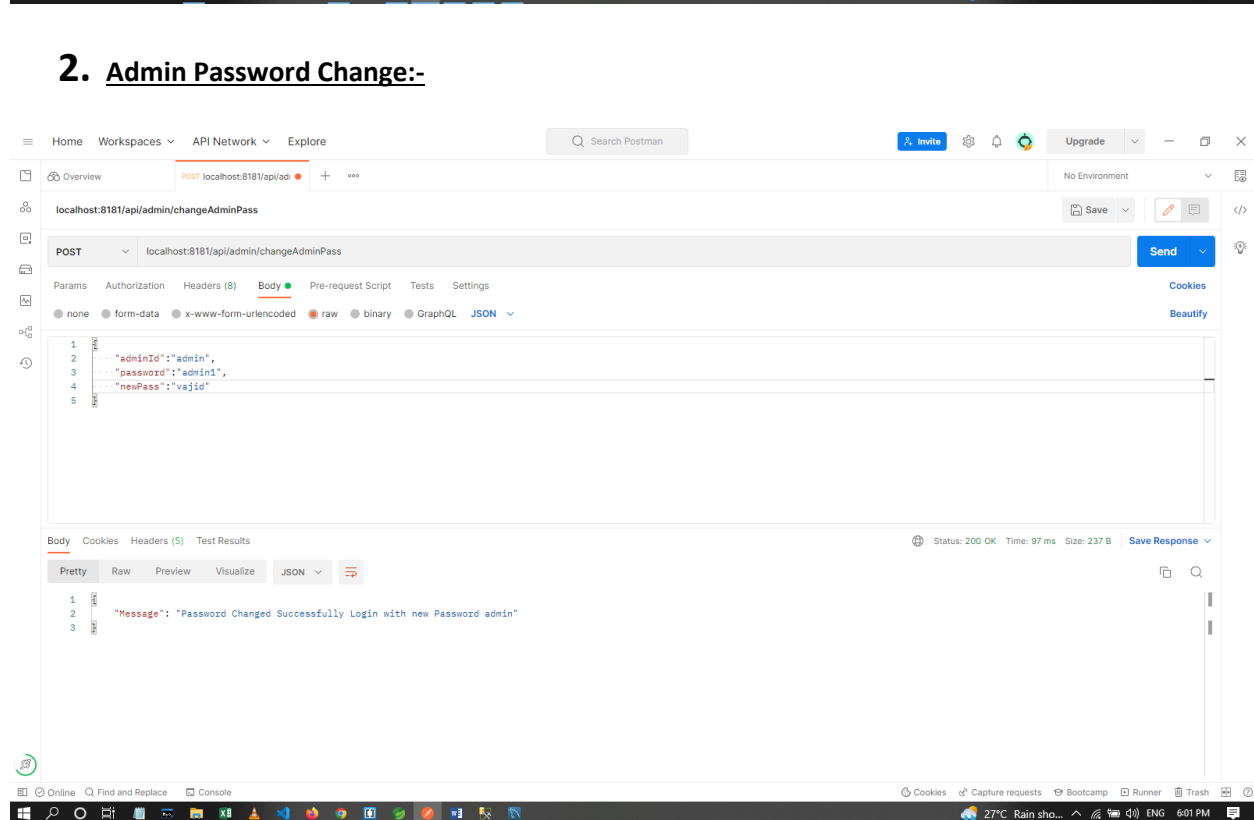 2. Admin Password Change:-
Home Workspaces API Network Explore Search Postman Invite Upgrade
Overview POST localhost:8181/api/adi No Environment
localhost:8181/api/admin/changeAdminPass Save
POST localhost:8181/api/admin/changeAdminPass Send
Params Authorization Headers (8) Body Pre-request Script Tests Settings Cookies
none form-data x-www-form-urlencoded raw binary GraphQL JSON Beautify
1 {
2 "adminId":"admin",
3 "password":"admin1",
4 "newPass":"vajid"
5 }
Body Cookies Headers (5) Test Results Status: 200 OK Time: 97 ms Size: 237 B Save Response
Pretty Raw Preview Visualize JSON
1 {
2 "Message": "Password Changed Successfully Login with new Password admin"
3 }
Online Find and Replace Console Cookies Capture requests Bootcamp Runner Trash
27°C Rain sho... ENG 6:01 PM